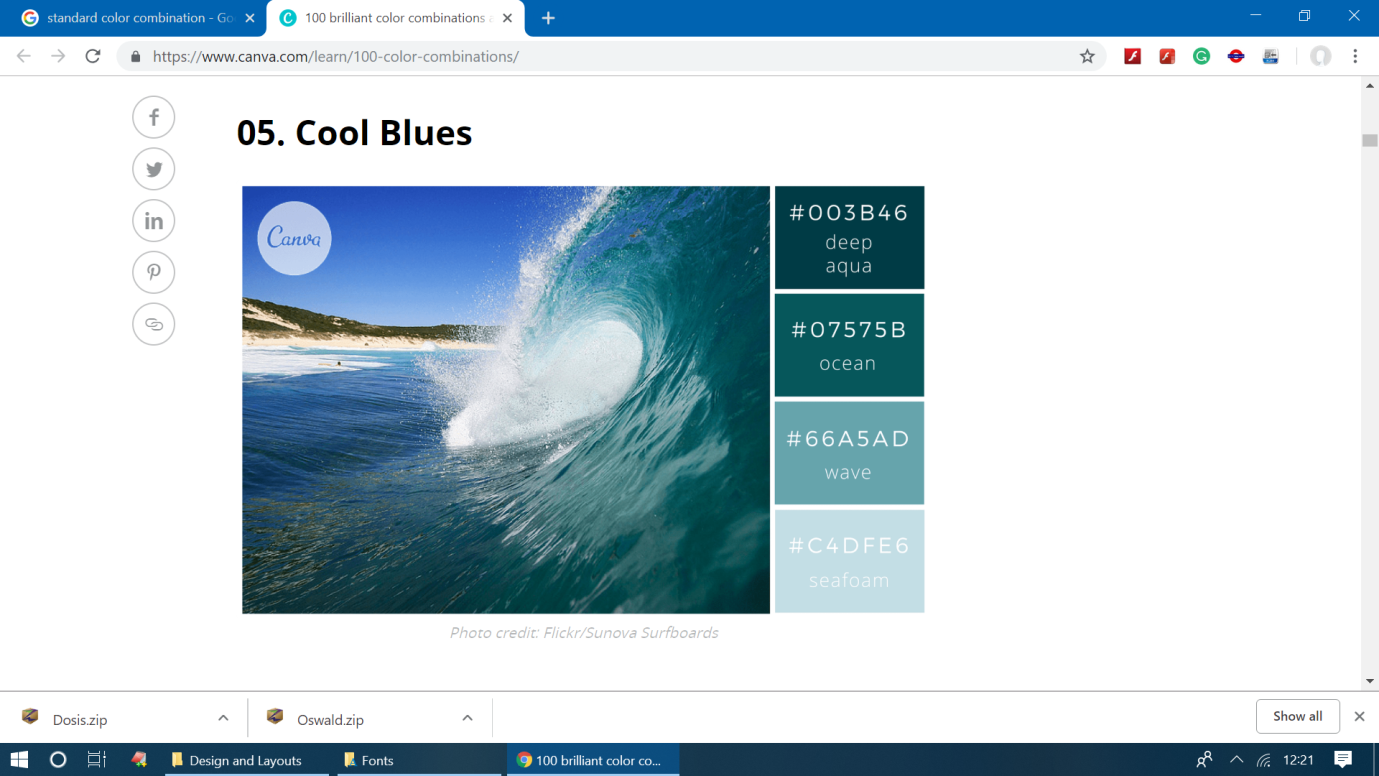 standard color combination - Go
100 brilliant color combinations a
https://www.canva.com/learn/100-color-combinations/
05. Cool Blues
Canva
#003B46
deep
aqua
#07575B
ocean
#66A5AD
wave
#C4DFE6
seafoam
Photo credit: Flickr/Sunova Surfboards
Dosis.zip
Oswald.zip
Show all
Design and Layouts
Fonts
100 brilliant color co...
12:21